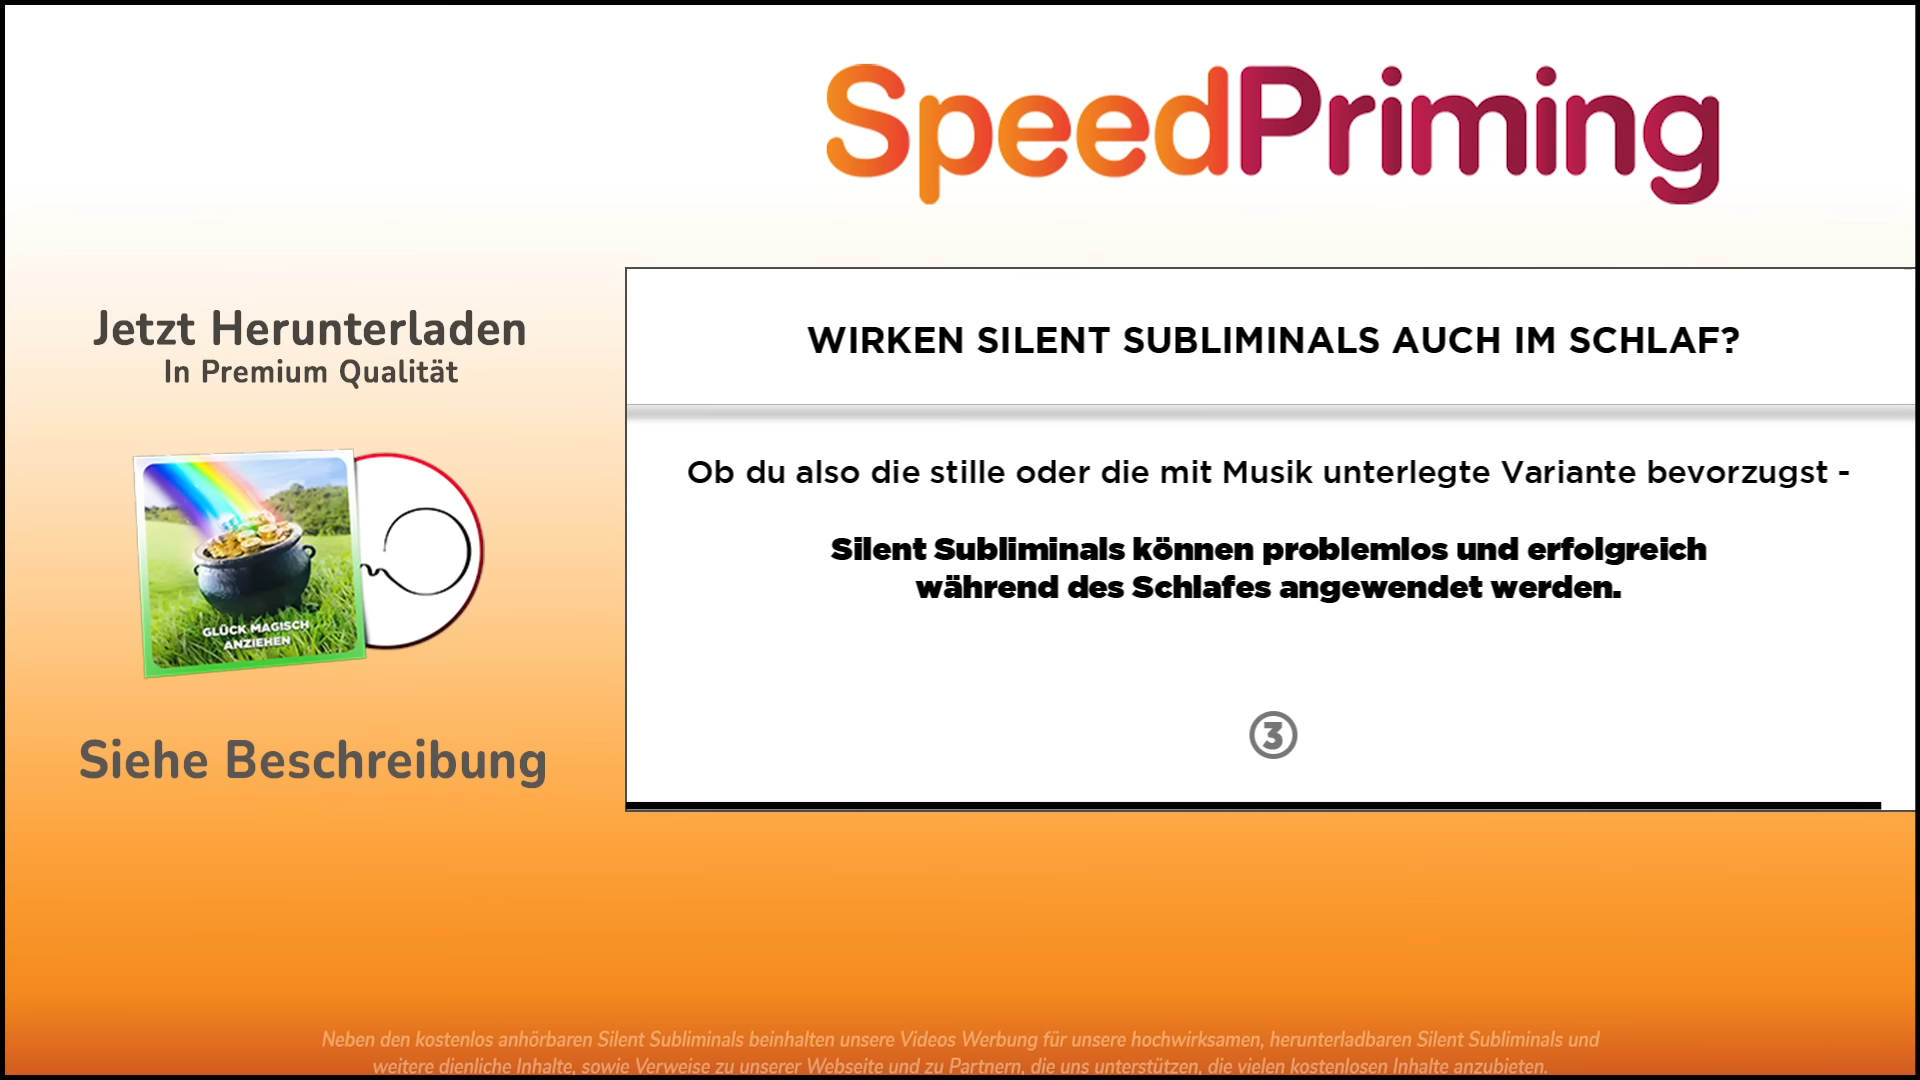 SpeedPriming
Jetzt Herunterladen
In Premium Qualität
GLÜCK MAGISCH
ANZIEHEN
Siehe Beschreibung
WIRKEN SILENT SUBLIMINALS AUCH IM SCHLAF?
Ob du also die stille oder die mit Musik unterlegte Variante bevorzugst -
Silent Subliminals können problemlos und erfolgreich
während des Schlafes angewendet werden.
3
Neben den kostenlos anhörbaren Silent Subliminals beinhalten unsere Videos Werbung für unsere hochwirksamen, herunterladbaren Silent Subliminals und
weitere dienliche Inhalte, sowie Verweise zu unserer Webseite und zu Partnern, die uns unterstützen, die vielen kostenlosen Inhalte anzubieten.